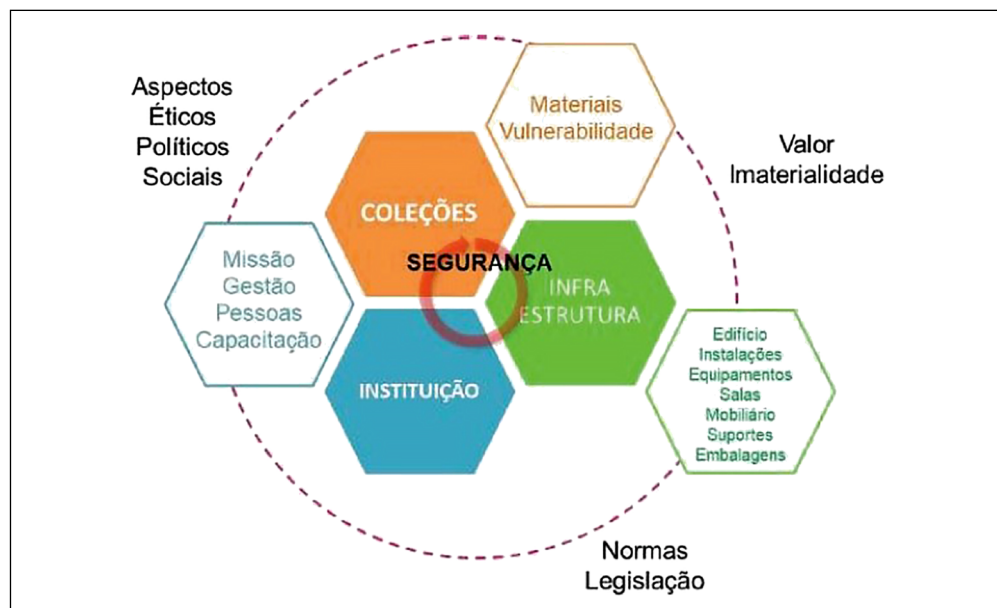 Aspectos
Éticos
Políticos
Sociais
Materiais
Vulnerabilidade
Valor
Imaterialidade
COLEÇÕES
SEGURANÇA
Missão
Gestão
Pessoas
Capacitação
INFRA
ESTRUTURA
INSTITUIÇÃO
Edifício
Instalações
Equipamentos
Salas
Mobiliário
Suportes
Embalagens
Normas
Legislação